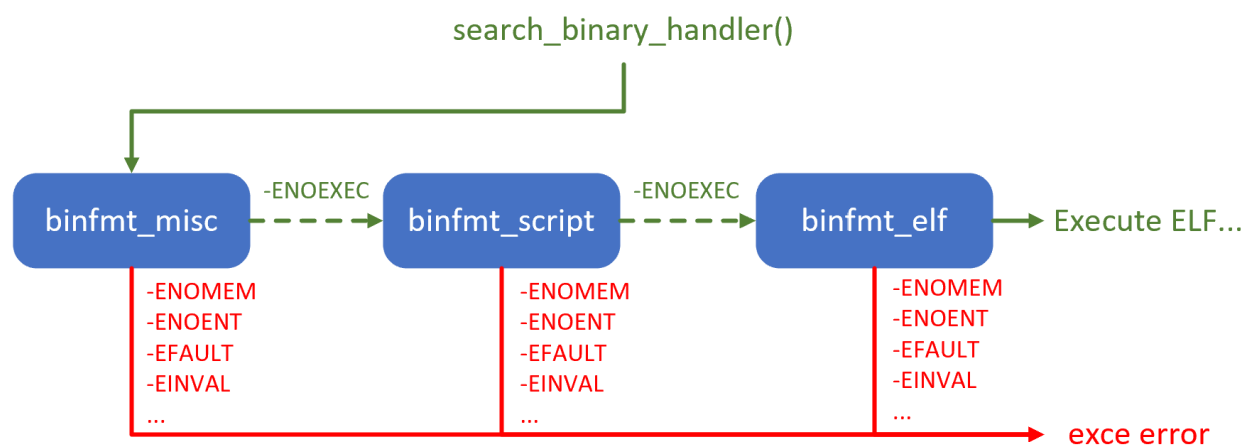 search_binary_handler()
-ENOEXEC
-ENOEXEC
binfmt_misc
binfmt_script
binfmt_elf
Execute ELF...
-ENOMEM
-ENOENT
-EFAULT
-EINVAL
...
-ENOMEM
-ENOENT
-EFAULT
-EINVAL
...
-ENOMEM
-ENOENT
-EFAULT
-EINVAL
...
exce error